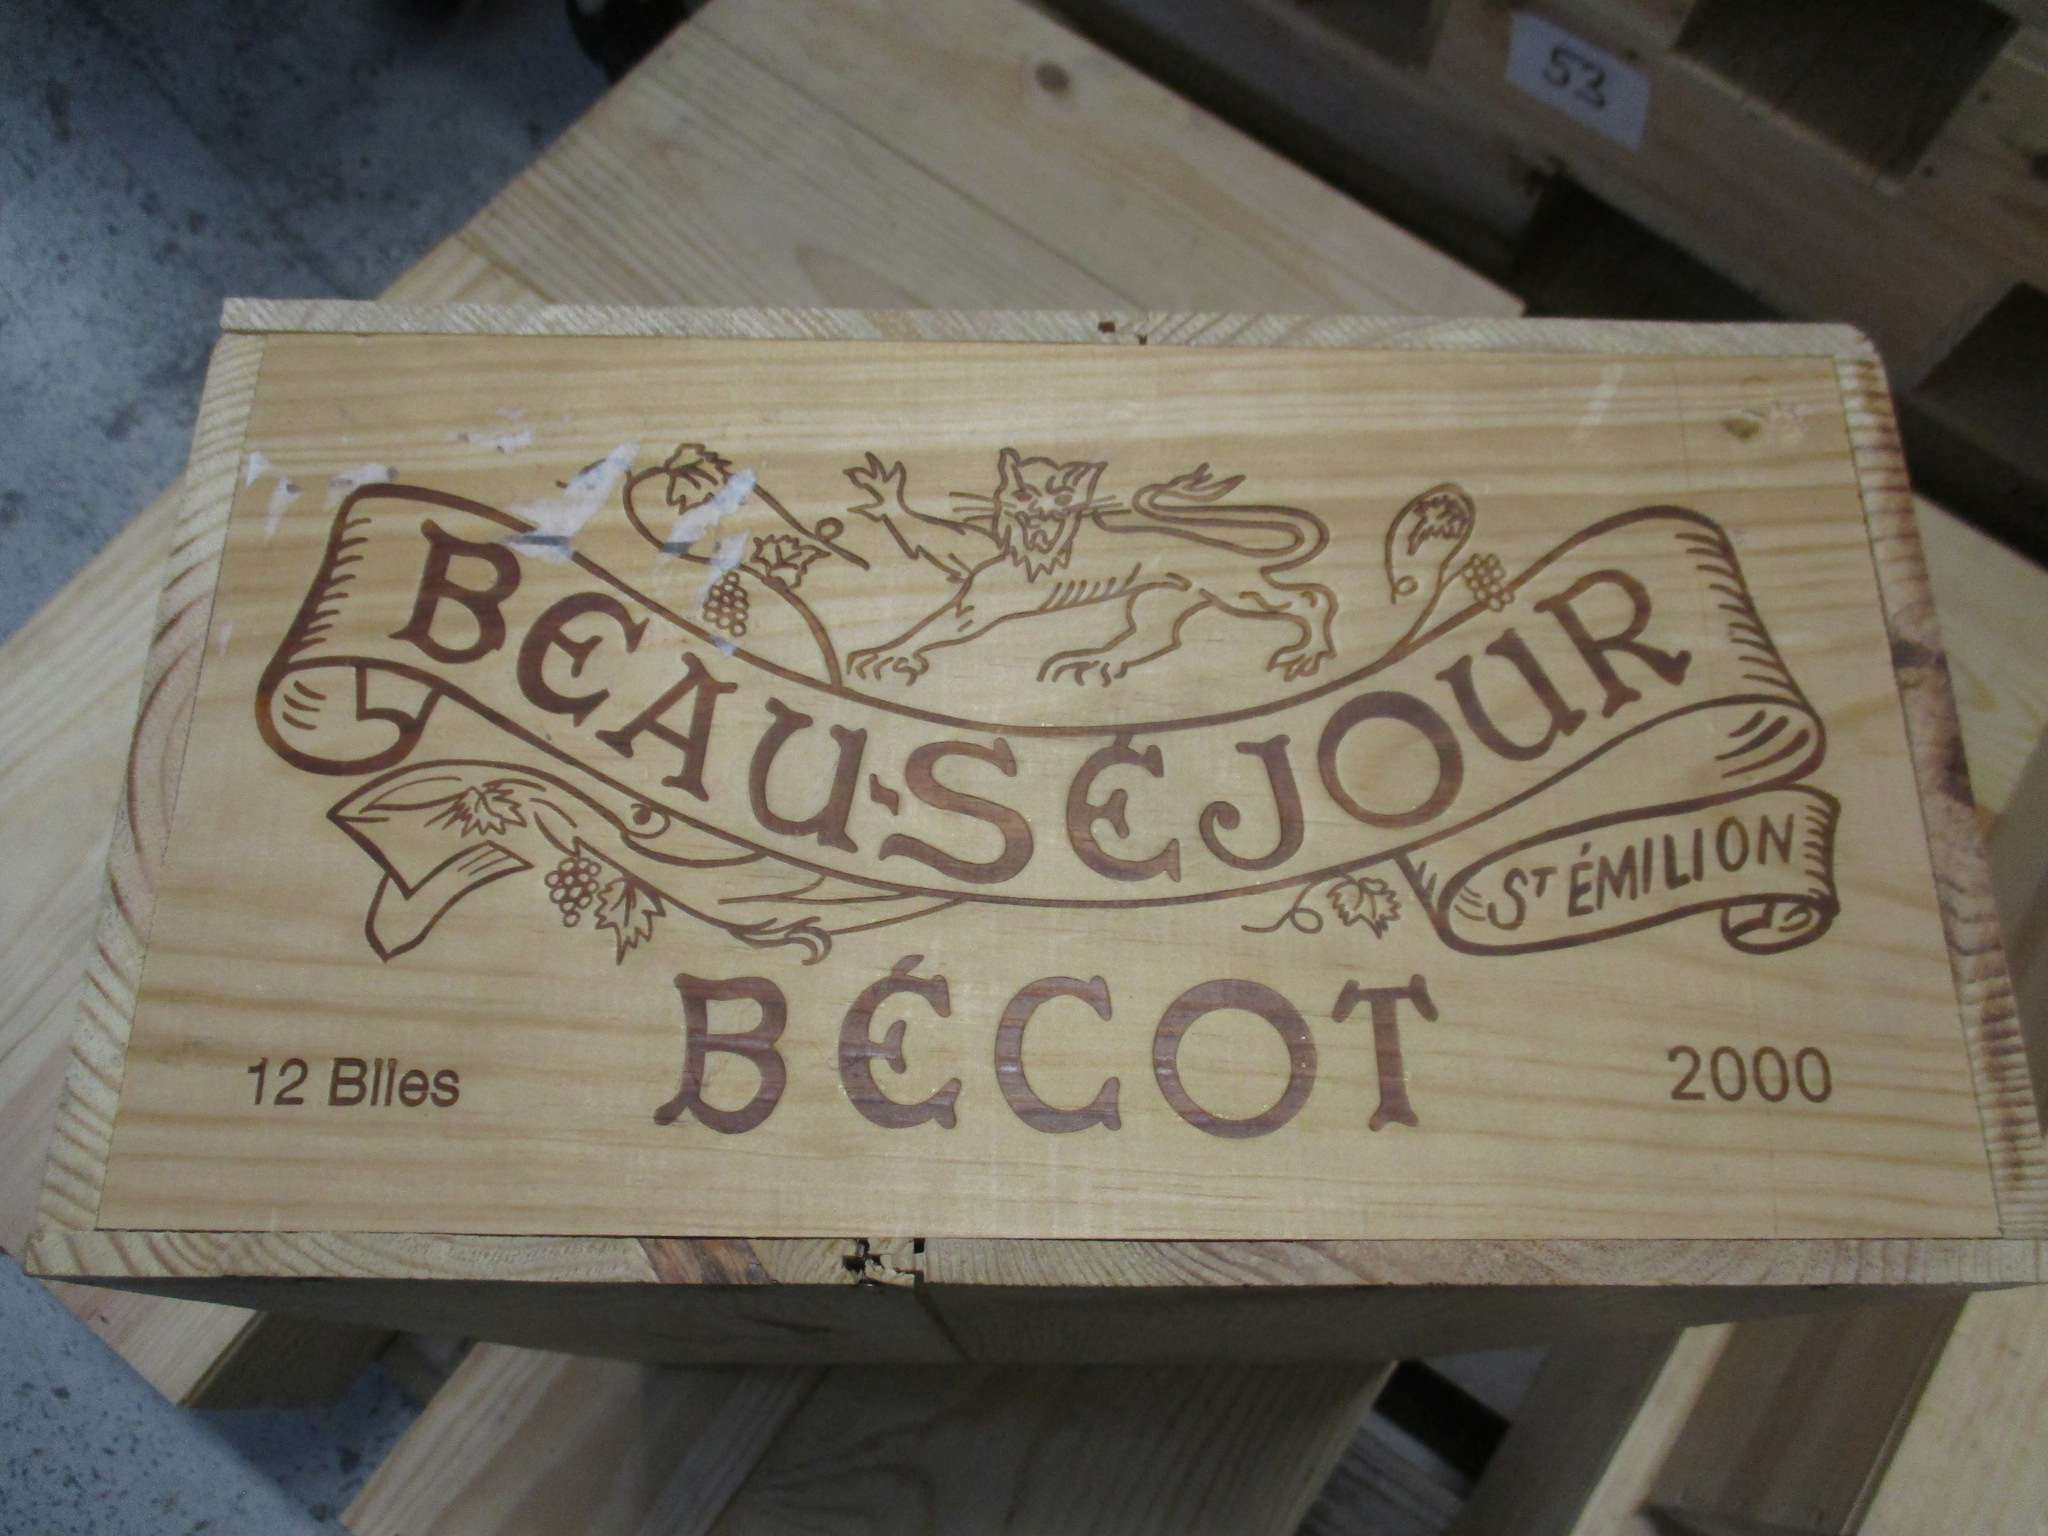 53
BEAU-SÉJOUR
ST ÉMILION
BÉCOT
12 Blles
2000